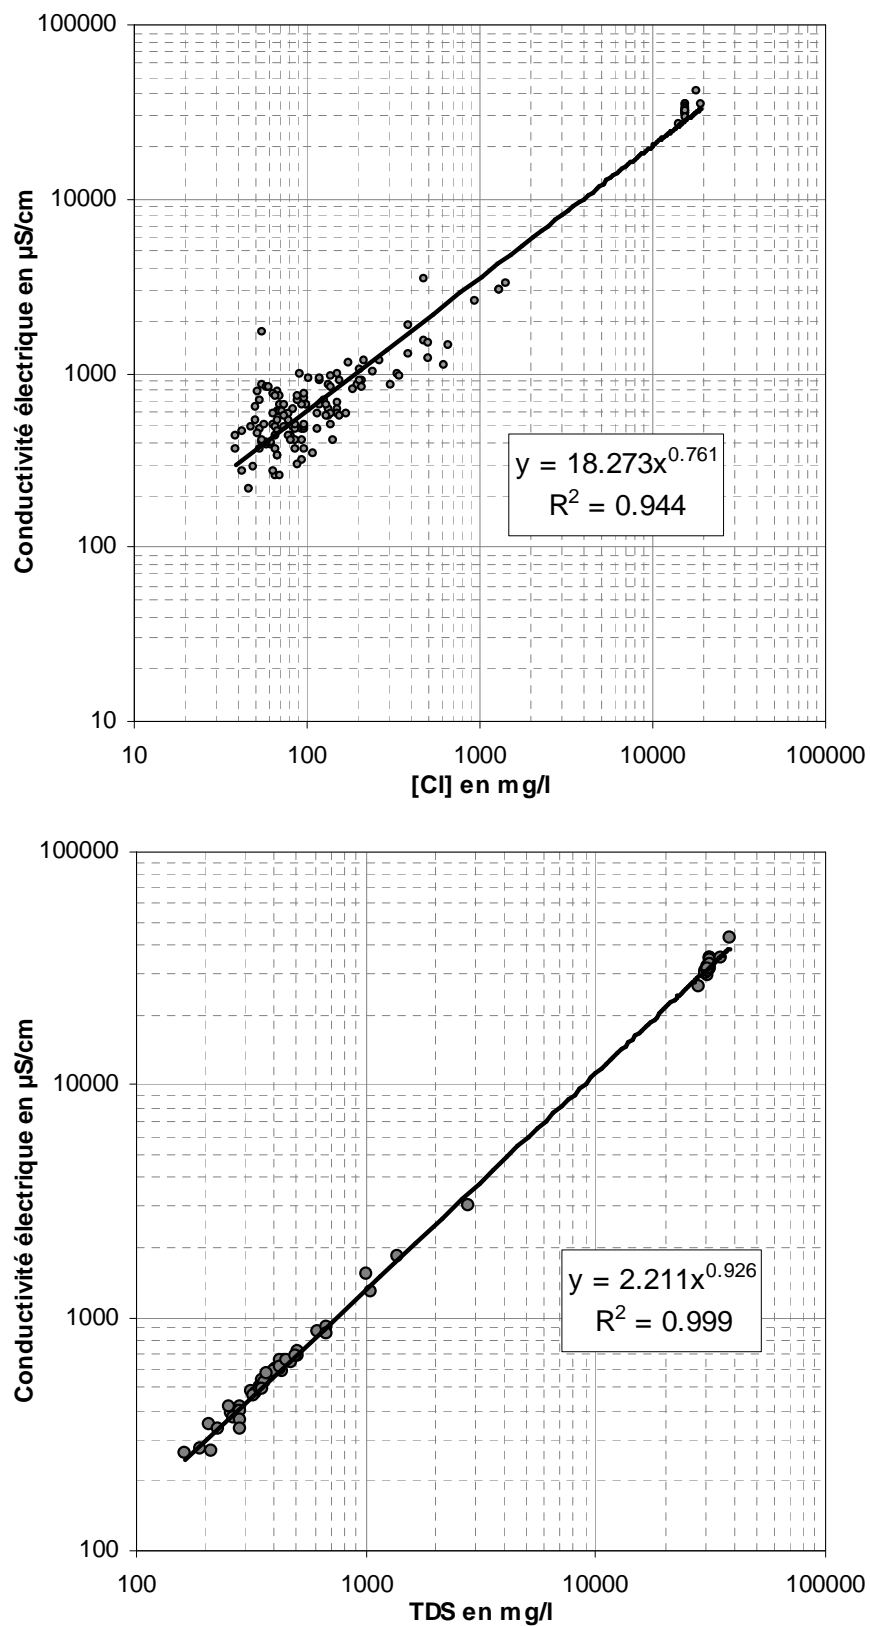 100000
10000
1000
100
10
Conductivité électrique en µS/cm
y = 18.273x^0.761
R² = 0.944
10 100 1000 10000 100000
[Cl] en mg/l
100000
10000
1000
100
Conductivité électrique en µS/cm
y = 2.211x^0.926
R² = 0.999
100 1000 10000 100000
TDS en mg/l